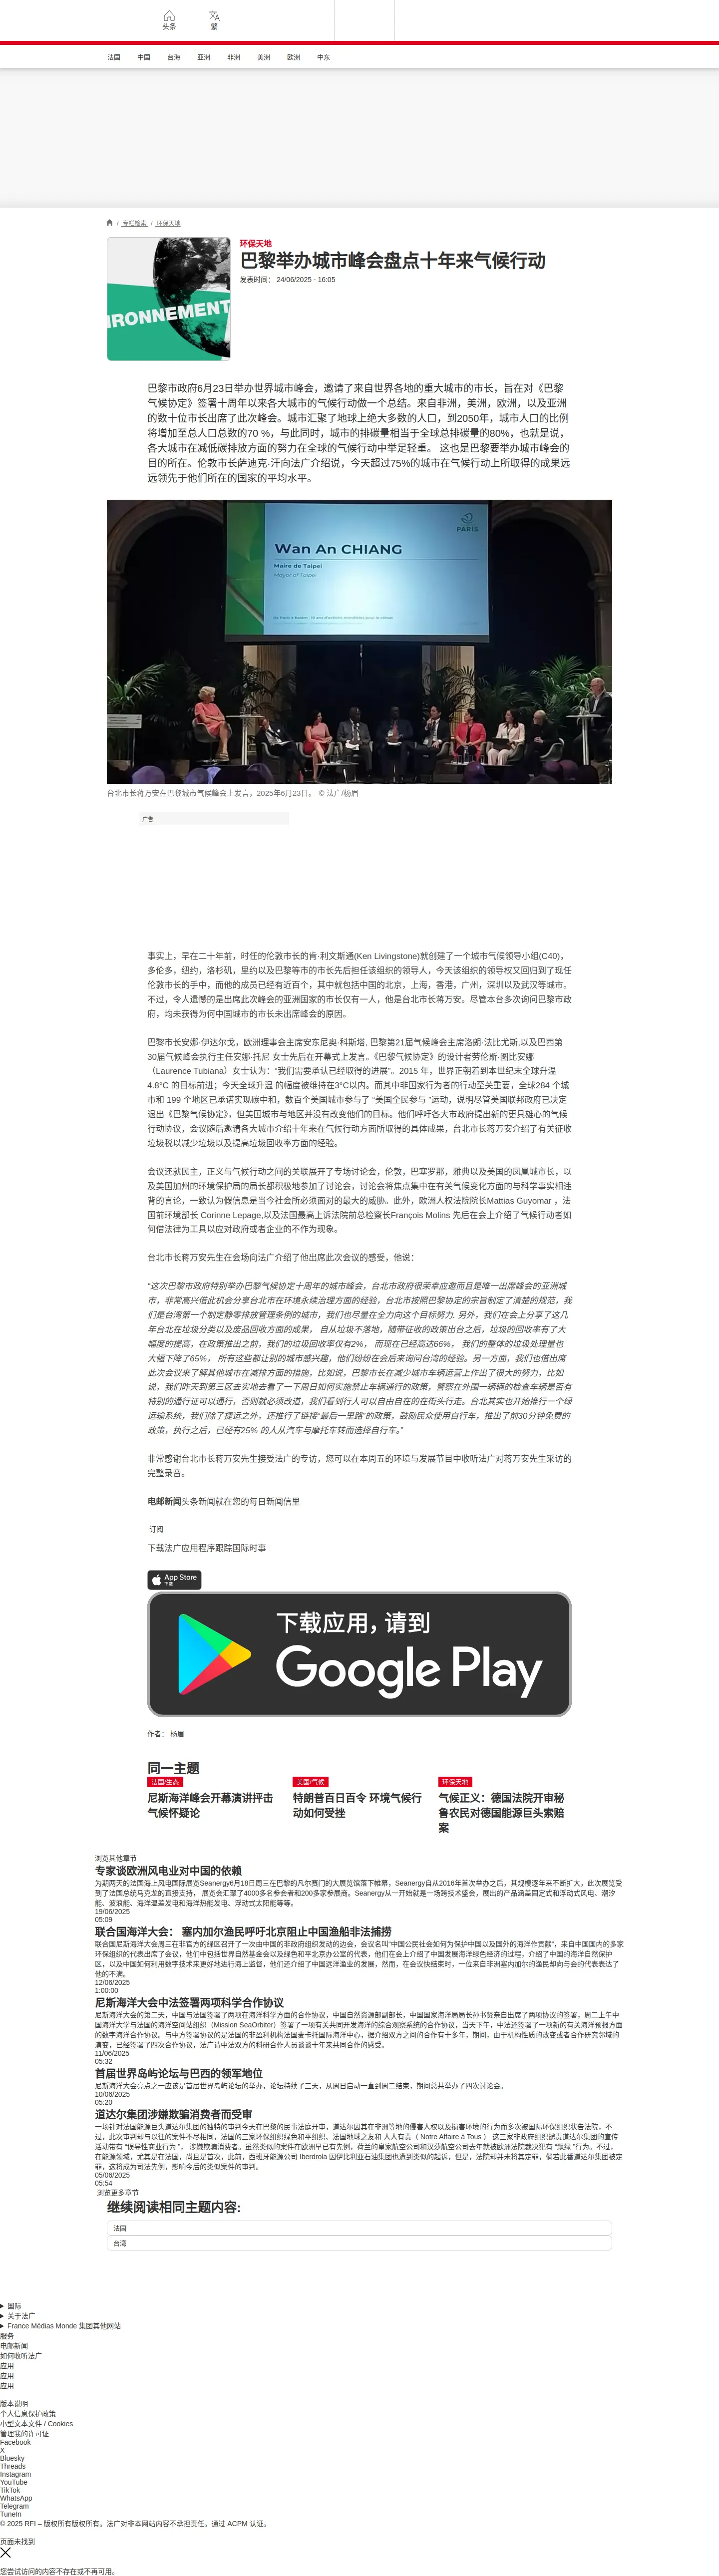 头条
繁
法国
中国
台海
亚洲
非洲
美洲
欧洲
中东
/ 专栏检索 / 环保天地
IRONNEMENT
环保天地
巴黎举办城市峰会盘点十年来气候行动
发表时间： 24/06/2025 - 16:05
巴黎市政府6月23日举办世界城市峰会，邀请了来自世界各地的重大城市的市长，旨在对《巴黎
气候协定》签署十周年以来各大城市的气候行动做一个总结。来自非洲，美洲，欧洲，以及亚洲
的数十位市长出席了此次峰会。城市汇聚了地球上绝大多数的人口，到2050年，城市人口的比例
将增加至总人口总数的70 %，与此同时，城市的排碳量相当于全球总排碳量的80%，也就是说，
各大城市在减低碳排放方面的努力在全球的气候行动中举足轻重。 这也是巴黎要举办城市峰会的
目的所在。伦敦市长萨迪克·汗向法广介绍说，今天超过75%的城市在气候行动上所取得的成果远
远领先于他们所在的国家的平均水平。
PARIS
Wan An CHIANG
Maire de Taipei
Mayor of Taipei
台北市长蒋万安在巴黎城市气候峰会上发言，2025年6月23日。 © 法广/杨眉
广告
事实上，早在二十年前，时任的伦敦市长的肯·利文斯通(Ken Livingstone)就创建了一个城市气候领导小组(C40)，
多伦多，纽约，洛杉矶，里约以及巴黎等市的市长先后担任该组织的领导人，今天该组织的领导权又回归到了现任
伦敦市长的手中，而他的成员已经有近百个，其中就包括中国的北京，上海，香港，广州，深圳以及武汉等城市。
不过，令人遗憾的是出席此次峰会的亚洲国家的市长仅有一人，他是台北市长蒋万安。尽管本台多次询问巴黎市政
府，均未获得为何中国城市的市长未出席峰会的原因。
巴黎市长安娜·伊达尔戈，欧洲理事会主席安东尼奥·科斯塔, 巴黎第21届气候峰会主席洛朗·法比尤斯,以及巴西第
30届气候峰会执行主任安娜·托尼 女士先后在开幕式上发言。《巴黎气候协定》的设计者劳伦斯·图比安娜
（Laurence Tubiana）女士认为：“我们需要承认已经取得的进展”。2015 年，世界正朝着到本世纪末全球升温
4.8°C 的目标前进；今天全球升温 的幅度被维持在3°C以内。而其中非国家行为者的行动至关重要，全球284 个城
市和 199 个地区已承诺实现碳中和，数百个美国城市参与了 “美国全民参与 ”运动，说明尽管美国联邦政府已决定
退出《巴黎气候协定》，但美国城市与地区并没有改变他们的目标。他们呼吁各大市政府提出新的更具雄心的气候
行动协议，会议随后邀请各大城市介绍十年来在气候行动方面所取得的具体成果，台北市长蒋万安介绍了有关征收
垃圾税以减少垃圾以及提高垃圾回收率方面的经验。
会议还就民主，正义与气候行动之间的关联展开了专场讨论会，伦敦，巴塞罗那，雅典以及美国的凤凰城市长，以
及美国加州的环境保护局的局长都积极地参加了讨论会，讨论会将焦点集中在有关气候变化方面的与科学事实相违
背的言论，一致认为假信息是当今社会所必须面对的最大的威胁。此外，欧洲人权法院院长Mattias Guyomar ，法
国前环境部长 Corinne Lepage,以及法国最高上诉法院前总检察长François Molins 先后在会上介绍了气候行动者如
何借法律为工具以应对政府或者企业的不作为现象。
台北市长蒋万安先生在会场向法广介绍了他出席此次会议的感受，他说：
“这次巴黎市政府特别举办巴黎气候协定十周年的城市峰会，台北市政府很荣幸应邀而且是唯一出席峰会的亚洲城
市，非常高兴借此机会分享台北市在环境永续治理方面的经验，台北市按照巴黎协定的宗旨制定了清楚的规范，我
们是台湾第一个制定静零排放管理条例的城市，我们也尽量在全力向这个目标努力. 另外，我们在会上分享了这几
年台北在垃圾分类以及废品回收方面的成果， 自从垃圾不落地，随带征收的政策出台之后，垃圾的回收率有了大
幅度的提高，在政策推出之前，我们的垃圾回收率仅有2%， 而现在已经高达66%， 我们的整体的垃圾处理量也
大幅下降了65%， 所有这些都让别的城市感兴趣，他们纷纷在会后来询问台湾的经验。另一方面，我们也借出席
此次会议来了解其他城市在减排方面的措施，比如说，巴黎市长在减少城市车辆运营上作出了很大的努力，比如
说，我们昨天到第三区去实地去看了一下周日如何实施禁止车辆通行的政策，警察在外围一辆辆的检查车辆是否有
特别的通行证可以通行，否则就必须改道，我们看到行人可以自由自在的在街头行走。台北其实也开始推行一个绿
运输系统，我们除了捷运之外，还推行了链接“最后一里路”的政策，鼓励民众使用自行车，推出了前30分钟免费的
政策，执行之后，已经有25% 的人从汽车与摩托车转而选择自行车。”
非常感谢台北市长蒋万安先生接受法广的专访，您可以在本周五的环境与发展节目中收听法广对蒋万安先生采访的
完整录音。
电邮新闻头条新闻就在您的每日新闻信里
订阅
下载法广应用程序跟踪国际时事
App Store
下载
下载应用，请到
Google Play
作者： 杨眉
同一主题
法国/生态
尼斯海洋峰会开幕演讲抨击
气候怀疑论
美国/气候
特朗普百日百令 环境气候行
动如何受挫
环保天地
气候正义：德国法院开审秘
鲁农民对德国能源巨头索赔
案
浏览其他章节
专家谈欧洲风电业对中国的依赖
为期两天的法国海上风电国际展览Seanergy6月18日周三在巴黎的凡尔赛门的大展览馆落下帷幕，Seanergy自从2016年首次举办之后，其规模逐年来不断扩大，此次展览受
到了法国总统马克龙的直接支持， 展览会汇聚了4000多名参会者和200多家参展商。Seanergy从一开始就是一场跨技术盛会，展出的产品涵盖固定式和浮动式风电、潮汐
能、波浪能、海洋温差发电和海洋热能发电、浮动式太阳能等等。
19/06/2025
05:09
联合国海洋大会： 塞内加尔渔民呼吁北京阻止中国渔船非法捕捞
联合国尼斯海洋大会周三在非官方的绿区召开了一次由中国的非政府组织发动的边会，会议名叫“中国公民社会如何为保护中国以及国外的海洋作贡献”，来自中国国内的多家
环保组织的代表出席了会议，他们中包括世界自然基金会以及绿色和平北京办公室的代表，他们在会上介绍了中国发展海洋绿色经济的过程，介绍了中国的海洋自然保护
区，以及中国如何利用数字技术来更好地进行海上监督，他们还介绍了中国远洋渔业的发展，然而，在会议快结束时，一位来自非洲塞内加尔的渔民却向与会的代表表达了
他的不满。
12/06/2025
1:00:00
尼斯海洋大会中法签署两项科学合作协议
尼斯海洋大会的第二天，中国与法国签署了两项在海洋科学方面的合作协议，中国自然资源部副部长，中国国家海洋局局长孙书贤亲自出席了两项协议的签署，周二上午中
国海洋大学与法国的海洋空间站组织（Mission SeaOrbiter）签署了一项有关共同开发海洋的综合观察系统的合作协议，当天下午，中法还签署了一项新的有关海洋预报方面
的数字海洋合作协议。与中方签署协议的是法国的非盈利机构法国麦卡托国际海洋中心，据介绍双方之间的合作有十多年，期间，由于机构性质的改变或者合作研究邻域的
演变，已经签署了四次合作协议，法广请中法双方的科研合作人员谈谈十年来共同合作的感受。
11/06/2025
05:32
首届世界岛屿论坛与巴西的领军地位
尼斯海洋大会亮点之一应该是首届世界岛屿论坛的举办，论坛持续了三天，从周日启动一直到周二结束，期间总共举办了四次讨论会。
10/06/2025
05:20
道达尔集团涉嫌欺骗消费者而受审
一场针对法国能源巨头道达尔集团的独特的审判今天在巴黎的民事法庭开审，道达尔因其在非洲等地的侵害人权以及损害环境的行为而多次被国际环保组织状告法院，不
过，此次审判却与以往的案件不尽相同，法国的三家环保组织绿色和平组织、法国地球之友和 人人有责（ Notre Affaire à Tous ） 这三家非政府组织谴责道达尔集团的宣传
活动带有 “误导性商业行为 ”， 涉嫌欺骗消费者。虽然类似的案件在欧洲早已有先例，荷兰的皇家航空公司和汉莎航空公司去年就被欧洲法院裁决犯有 “飘绿 ”行为。不过，
在能源领域，尤其是在法国，尚且是首次，此前，西班牙能源公司 Iberdrola 因伊比利亚石油集团也遭到类似的起诉，但是，法院却并未将其定罪，倘若此番道达尔集团被定
罪，这将成为司法先例，影响今后的类似案件的审判。
05/06/2025
05:54
浏览更多章节
继续阅读相同主题内容:
法国
台湾
国际
关于法广
France Médias Monde 集团其他网站
服务
电邮新闻
如何收听法广
应用
应用
应用
版本说明
个人信息保护政策
小型文本文件 / Cookies
管理我的许可证
Facebook
X
Bluesky
Threads
Instagram
YouTube
TikTok
WhatsApp
Telegram
TuneIn
© 2025 RFI – 版权所有版权所有。法广对非本网站内容不承担责任。通过 ACPM 认证。
页面未找到
您尝试访问的内容不存在或不再可用。